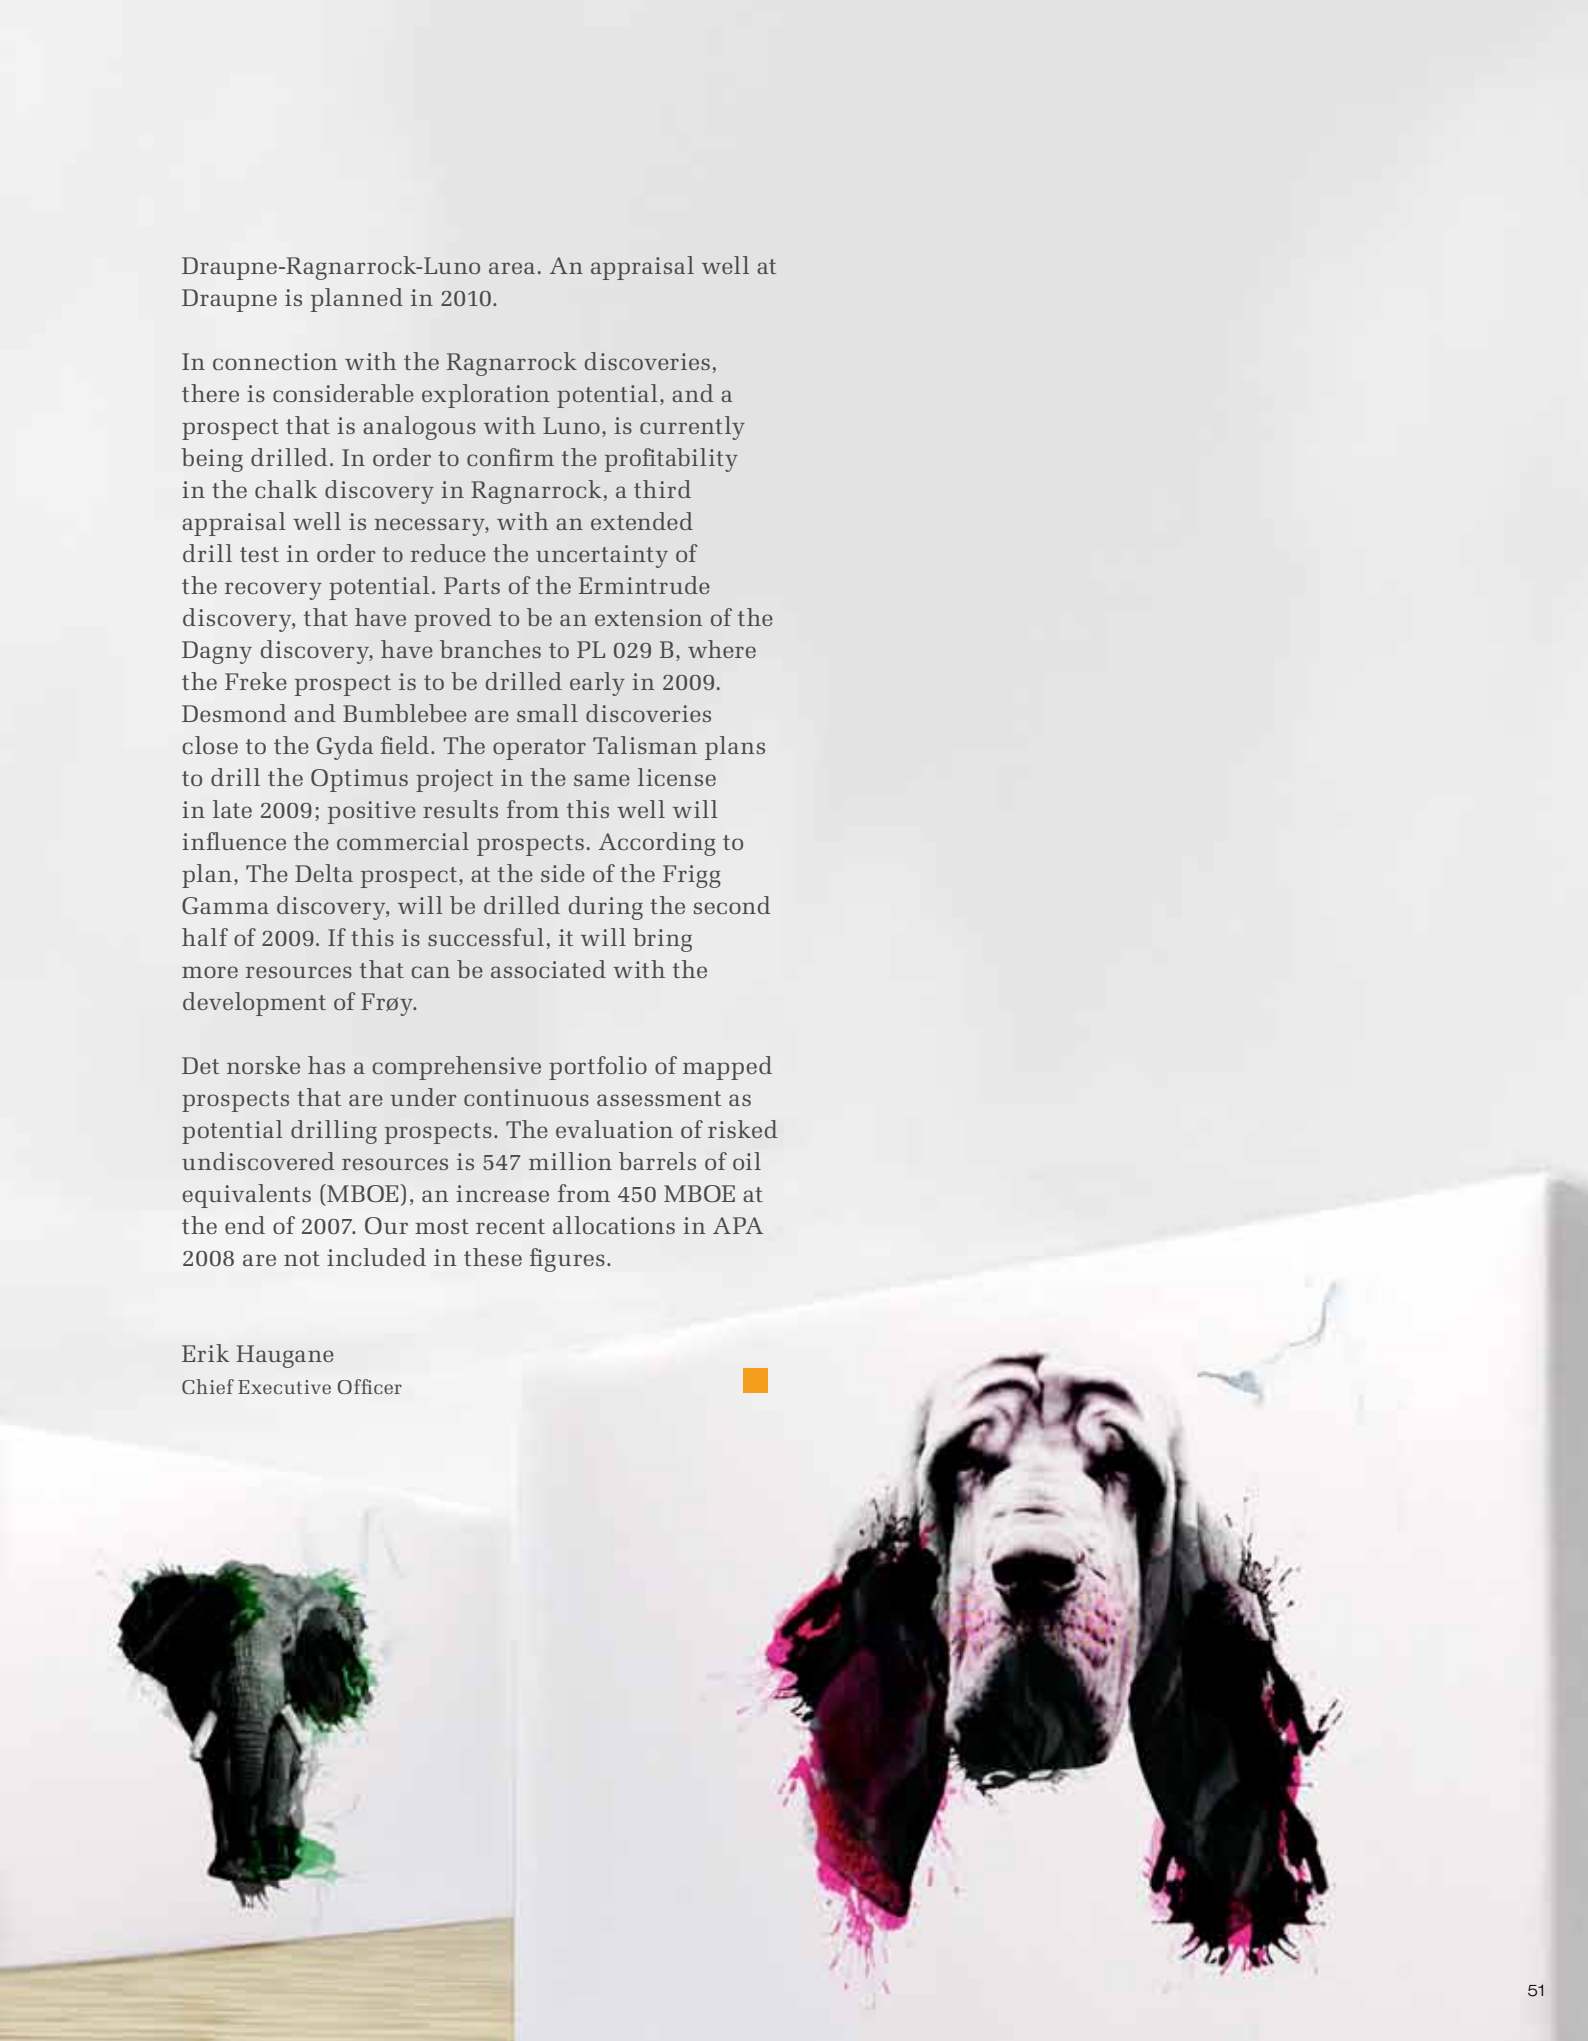 Draupne-Ragnarrock-Luno area. An appraisal well at
Draupne is planned in 2010.
In connection with the Ragnarrock discoveries,
there is considerable exploration potential, and a
prospect that is analogous with Luno, is currently
being drilled. In order to confirm the profitability
in the chalk discovery in Ragnarrock, a third
appraisal well is necessary, with an extended
drill test in order to reduce the uncertainty of
the recovery potential. Parts of the Ermintrude
discovery, that have proved to be an extension of the
Dagny discovery, have branches to PL 029 B, where
the Freke prospect is to be drilled early in 2009.
Desmond and Bumblebee are small discoveries
close to the Gyda field. The operator Talisman plans
to drill the Optimus project in the same license
in late 2009; positive results from this well will
influence the commercial prospects. According to
plan, The Delta prospect, at the side of the Frigg
Gamma discovery, will be drilled during the second
half of 2009. If this is successful, it will bring
more resources that can be associated with the
development of Frøy.
Det norske has a comprehensive portfolio of mapped
prospects that are under continuous assessment as
potential drilling prospects. The evaluation of risked
undiscovered resources is 547 million barrels of oil
equivalents (MBOE), an increase from 450 MBOE at
the end of 2007. Our most recent allocations in APA
2008 are not included in these figures.
Erik Haugane
Chief Executive Officer
51